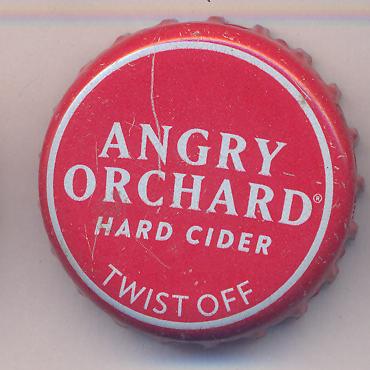 ANGRY
ORCHARD®
HARD CIDER
TWIST OFF